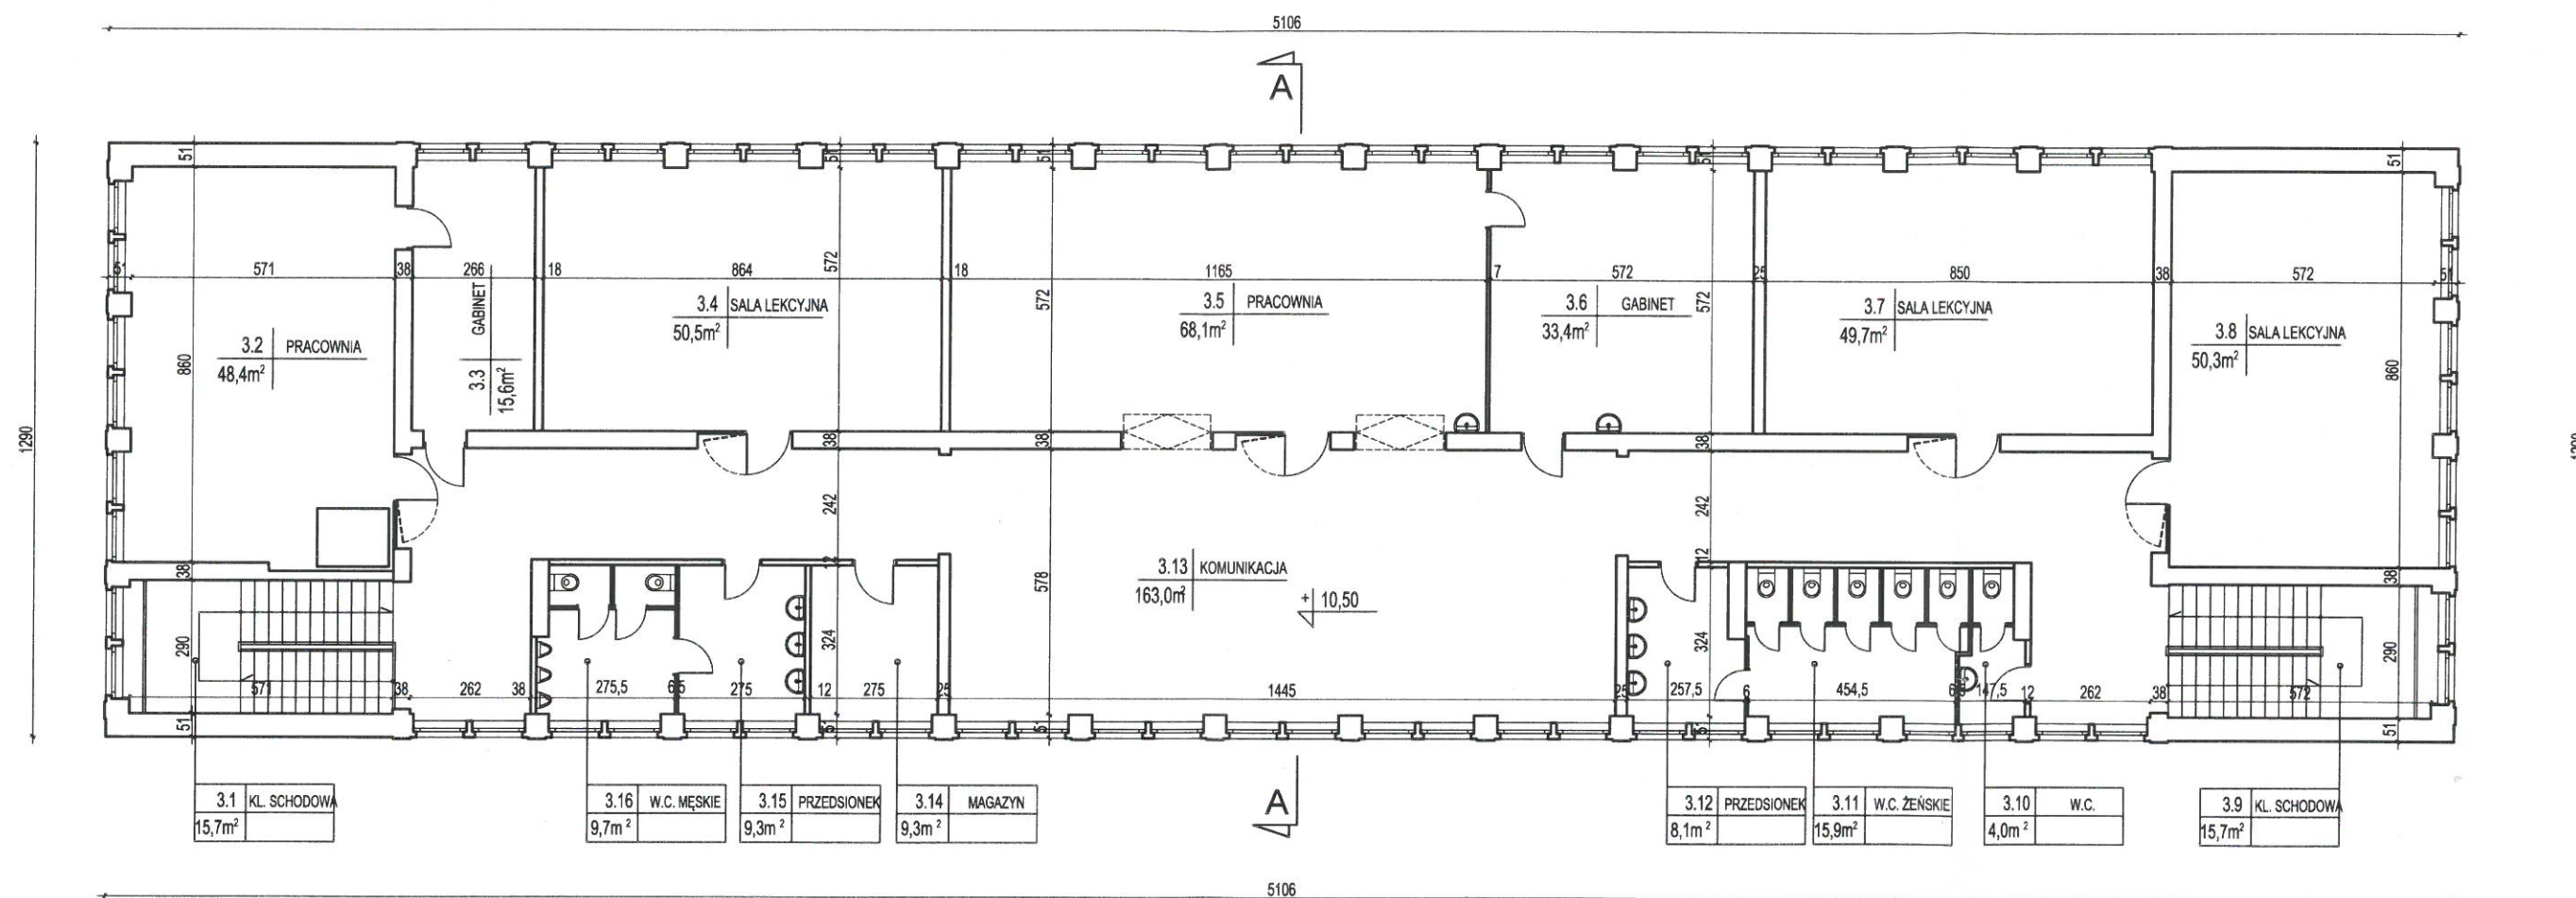 5106
A
51
51
51
51
51
1290
51
571
38
266
18
864
572
18
1165
7
572
25
850
38
572
51
572
572
860
860
GABINET
3.3
15,6m²
3.2 PRACOWNIA
48,4m²
3.4 SALA LEKCYJNA
50,5m²
3.5 PRACOWNIA
68,1m²
3.6 GABINET
33,4m²
3.7 SALA LEKCYJNA
49,7m²
3.8 SALA LEKCYJNA
50,3m²
38
38
38
242
242
12
12
38
38
3.13 KOMUNIKACJA
163,0m²
+ 10,50
578
324
324
290
290
571
38
262
38
275,5
6,5
275
12
275
25
1445
25
257,5
6
454,5
147,5
12
262
38
572
51
51
51
51
51
3.1 KL. SCHODOWA
15,7m²
3.16 W.C. MĘSKIE
9,7m²
3.15 PRZEDSIONEK
9,3m²
3.14 MAGAZYN
9,3m²
A
3.12 PRZEDSIONEK
8,1m²
3.11 W.C. ŻEŃSKIE
15,9m²
3.10 W.C.
4,0m²
3.9 KL. SCHODOWA
15,7m²
5106